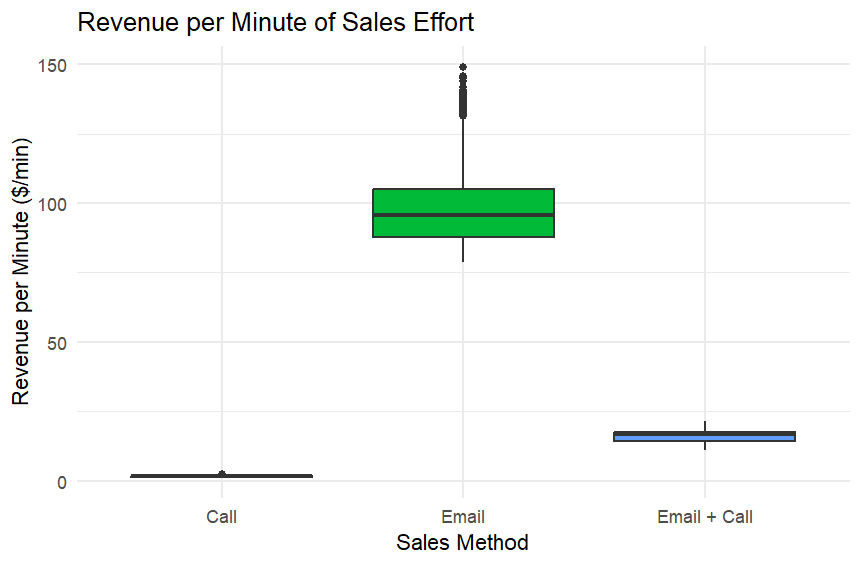 Revenue per Minute of Sales Effort
Revenue per Minute ($/min)
150
100
50
0
Call
Email
Email + Call
Sales Method